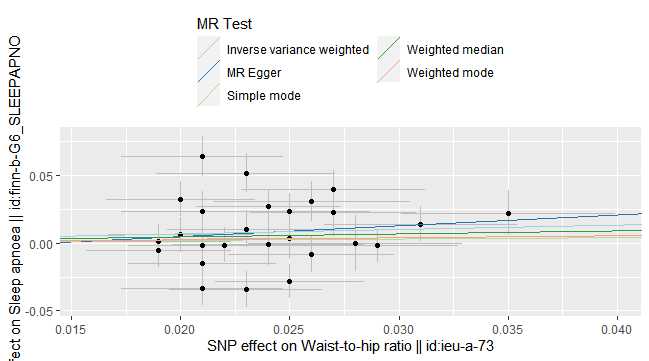 MR Test
Inverse variance weighted
Weighted median
MR Egger
Weighted mode
Simple mode
on Sleep apnoea || id:finn-b-G6_SLEEPAPNO
0.05
0.00
-0.05
0.015 0.020 0.025 0.030 0.035 0.040
SNP effect on Waist-to-hip ratio || id:ieu-a-73